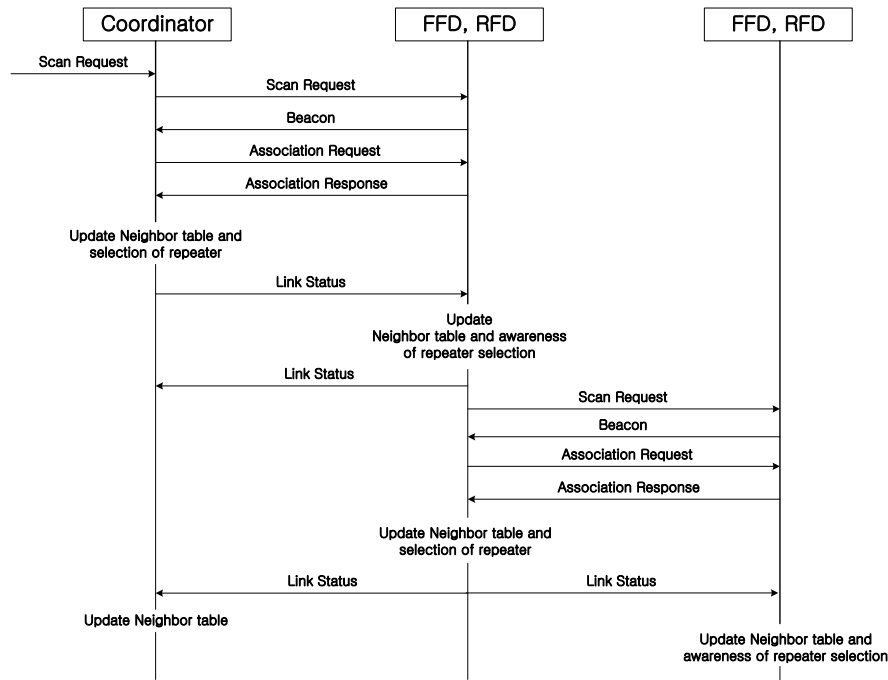 Coordinator
FFD, RFD
FFD, RFD
Scan Request
Scan Request
Beacon
Association Request
Association Response
Update Neighbor table and
selection of repeater
Link Status
Update
Neighbor table and awareness
of repeater selection
Link Status
Scan Request
Beacon
Association Request
Association Response
Update Neighbor table and
selection of repeater
Link Status
Link Status
Update Neighbor table
Update Neighbor table and
awareness of repeater selection